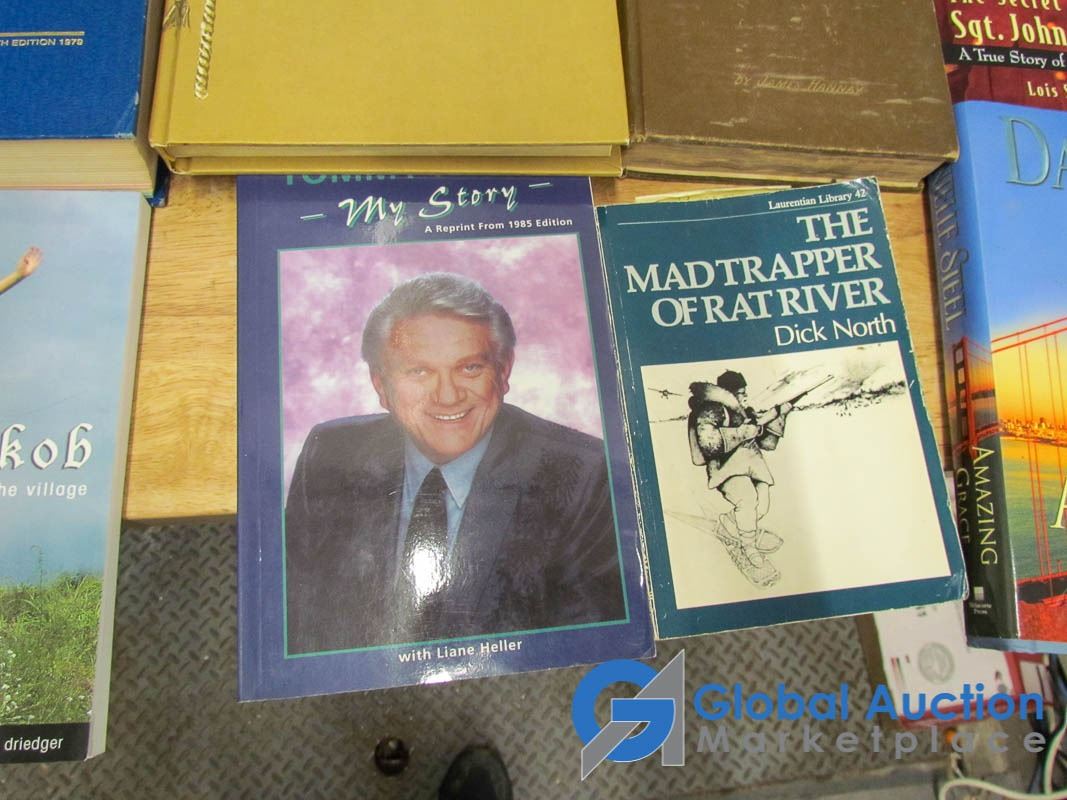 TH EDITION 1979
BY JAMES HANNAY
Sgt. John
A True Story of
Lois
My Story
A Reprint From 1985 Edition
with Liane Heller
Laurentian Library 42
THE
MAD TRAPPER
OF RAT RIVER
Dick North
kob
he village
driedger
DA
STEEL
AMAZING
GRACE
Global Auction
Marketplace